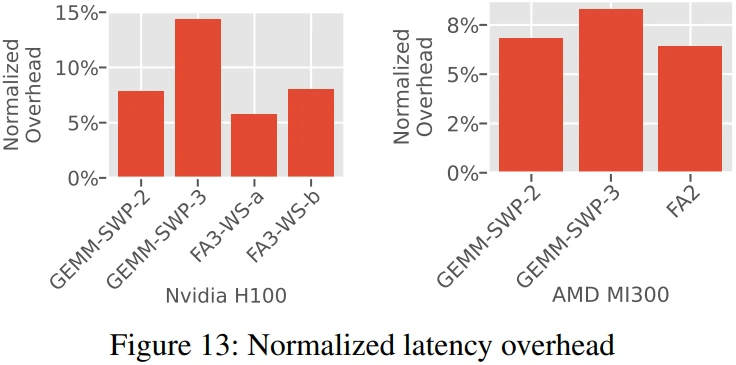 Normalized
Overhead
15%
10%
5%
0%
GEMM-SWP-2
GEMM-SWP-3
FA3-WS-a
FA3-WS-b
Nvidia H100
Normalized
Overhead
8%
5%
2%
0%
GEMM-SWP-2
GEMM-SWP-3
FA2
AMD MI300
Figure 13: Normalized latency overhead